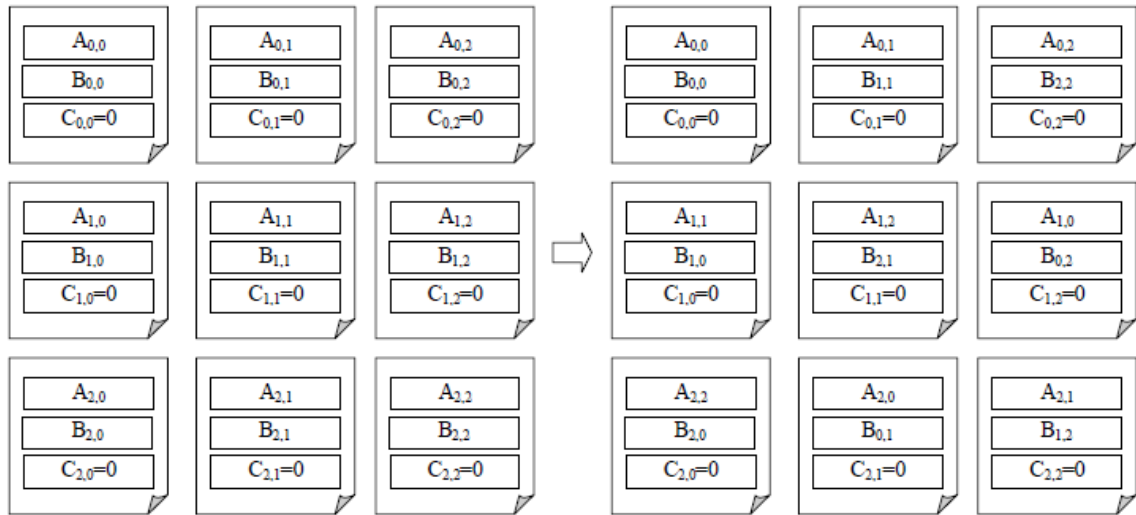 A0,0 A0,1 A0,2 A0,0 A0,1 A0,2
B0,0 B0,1 B0,2 B0,0 B1,1 B2,2
C0,0=0 C0,1=0 C0,2=0 C0,0=0 C0,1=0 C0,2=0
A1,0 A1,1 A1,2 A1,1 A1,2 A1,0
B1,0 B1,1 B1,2 B1,0 B2,1 B0,2
C1,0=0 C1,1=0 C1,2=0 C1,0=0 C1,1=0 C1,2=0
A2,0 A2,1 A2,2 A2,2 A2,0 A2,1
B2,0 B2,1 B2,2 B2,0 B0,1 B1,2
C2,0=0 C2,1=0 C2,2=0 C2,0=0 C2,1=0 C2,2=0